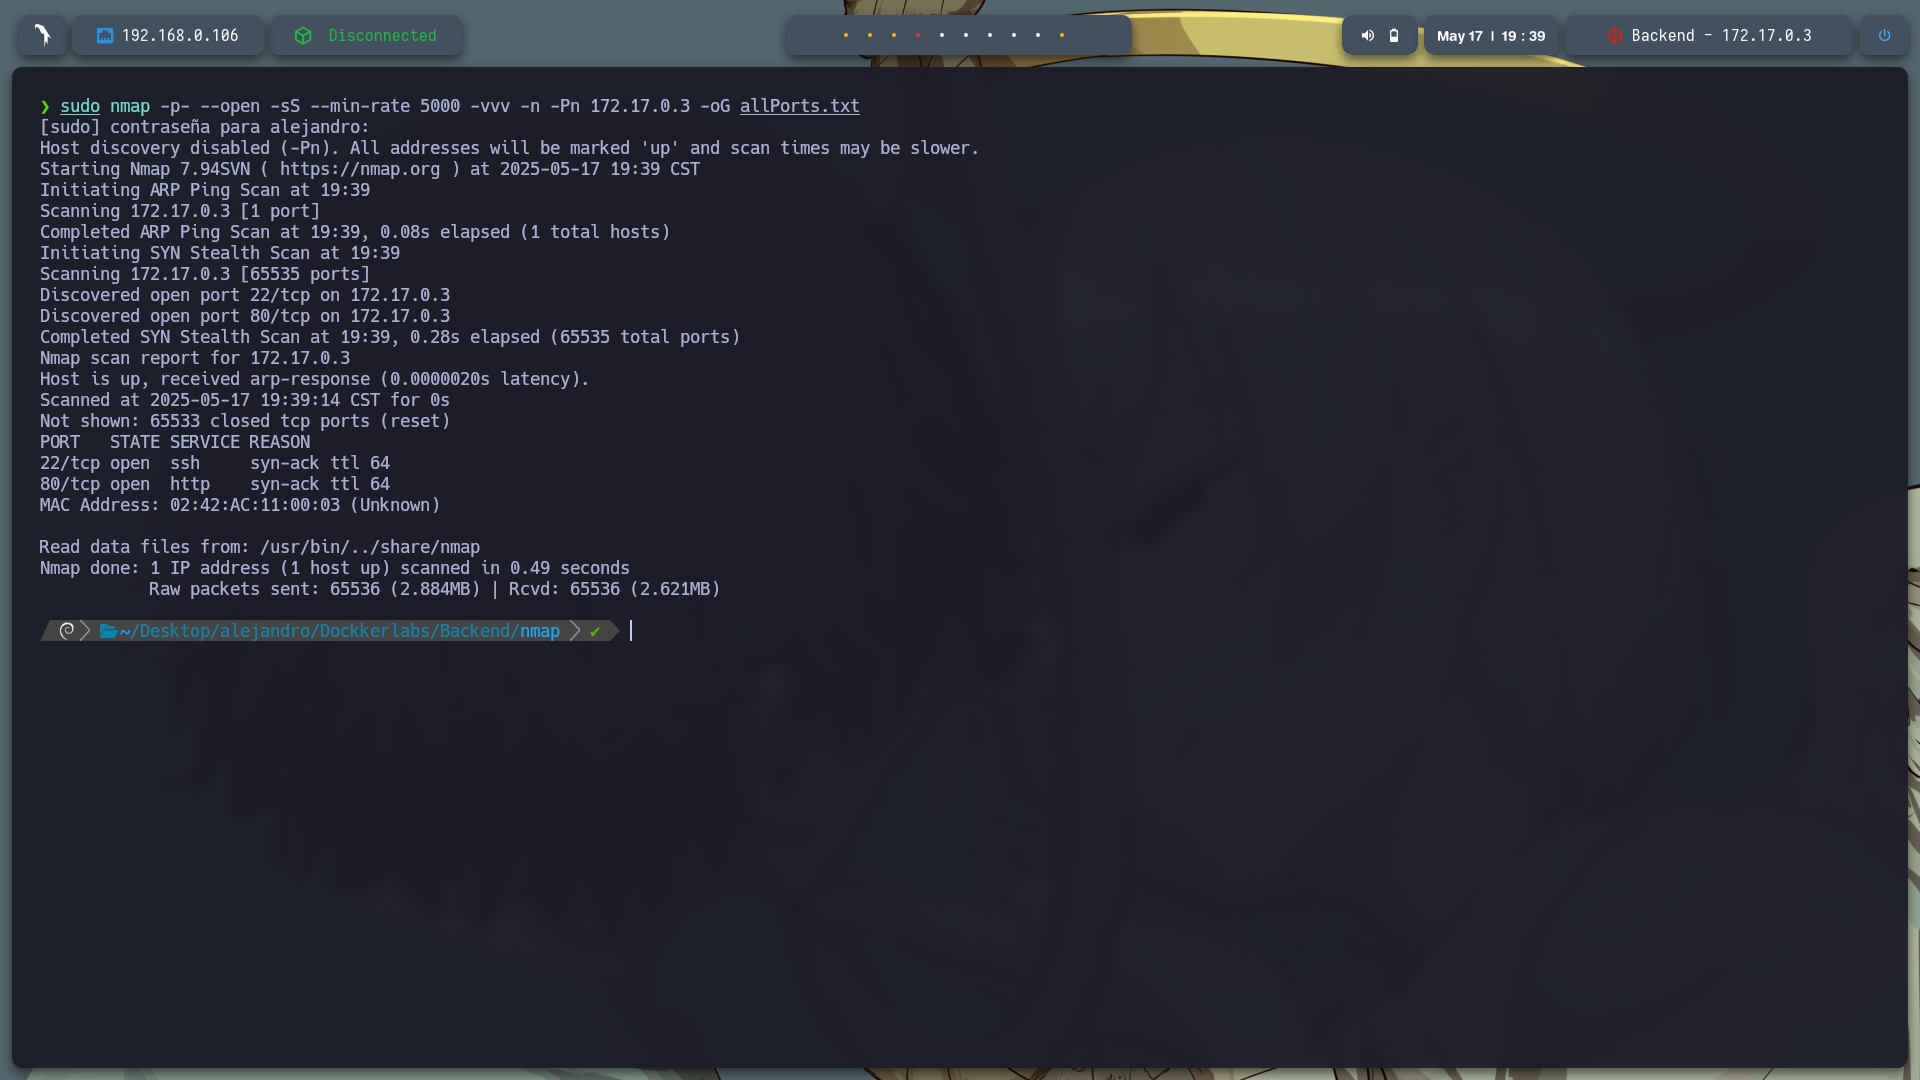 192.168.0.106
Disconnected
May 17 | 19 : 39
Backend - 172.17.0.3
❯ sudo nmap -p- --open -sS --min-rate 5000 -vvv -n -Pn 172.17.0.3 -oG allPorts.txt
[sudo] contraseña para alejandro:
Host discovery disabled (-Pn). All addresses will be marked 'up' and scan times may be slower.
Starting Nmap 7.94SVN ( https://nmap.org ) at 2025-05-17 19:39 CST
Initiating ARP Ping Scan at 19:39
Scanning 172.17.0.3 [1 port]
Completed ARP Ping Scan at 19:39, 0.08s elapsed (1 total hosts)
Initiating SYN Stealth Scan at 19:39
Scanning 172.17.0.3 [65535 ports]
Discovered open port 22/tcp on 172.17.0.3
Discovered open port 80/tcp on 172.17.0.3
Completed SYN Stealth Scan at 19:39, 0.28s elapsed (65535 total ports)
Nmap scan report for 172.17.0.3
Host is up, received arp-response (0.0000020s latency).
Scanned at 2025-05-17 19:39:14 CST for 0s
Not shown: 65533 closed tcp ports (reset)
PORT   STATE SERVICE REASON
22/tcp open  ssh     syn-ack ttl 64
80/tcp open  http    syn-ack ttl 64
MAC Address: 02:42:AC:11:00:03 (Unknown)
Read data files from: /usr/bin/../share/nmap
Nmap done: 1 IP address (1 host up) scanned in 0.49 seconds
           Raw packets sent: 65536 (2.884MB) | Rcvd: 65536 (2.621MB)
~/Desktop/alejandro/Dockkerlabs/Backend/nmap ✔